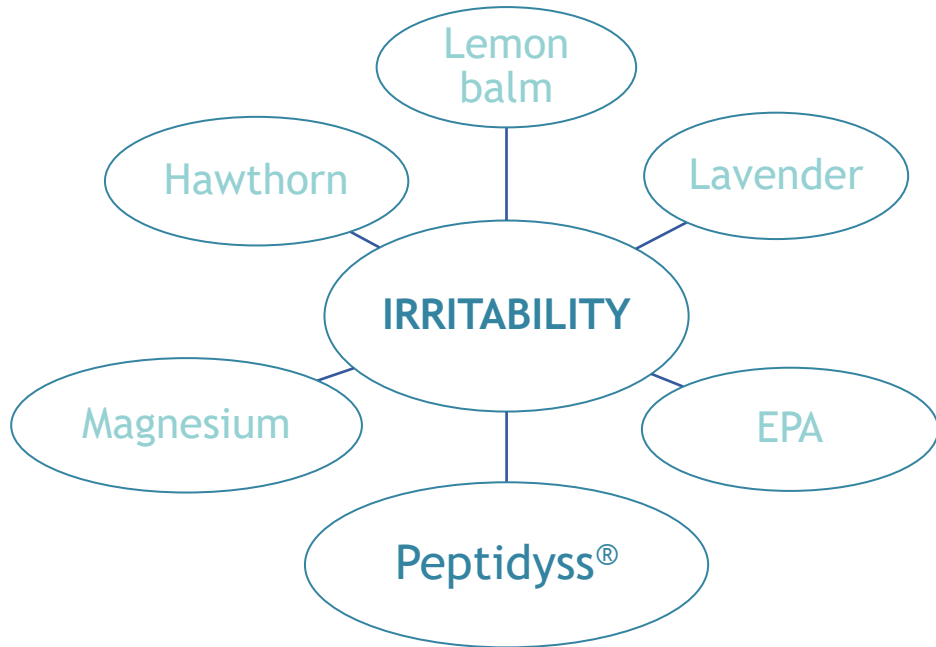 Lemon
balm
Hawthorn
Lavender
IRRITABILITY
Magnesium
EPA
Peptidyss®